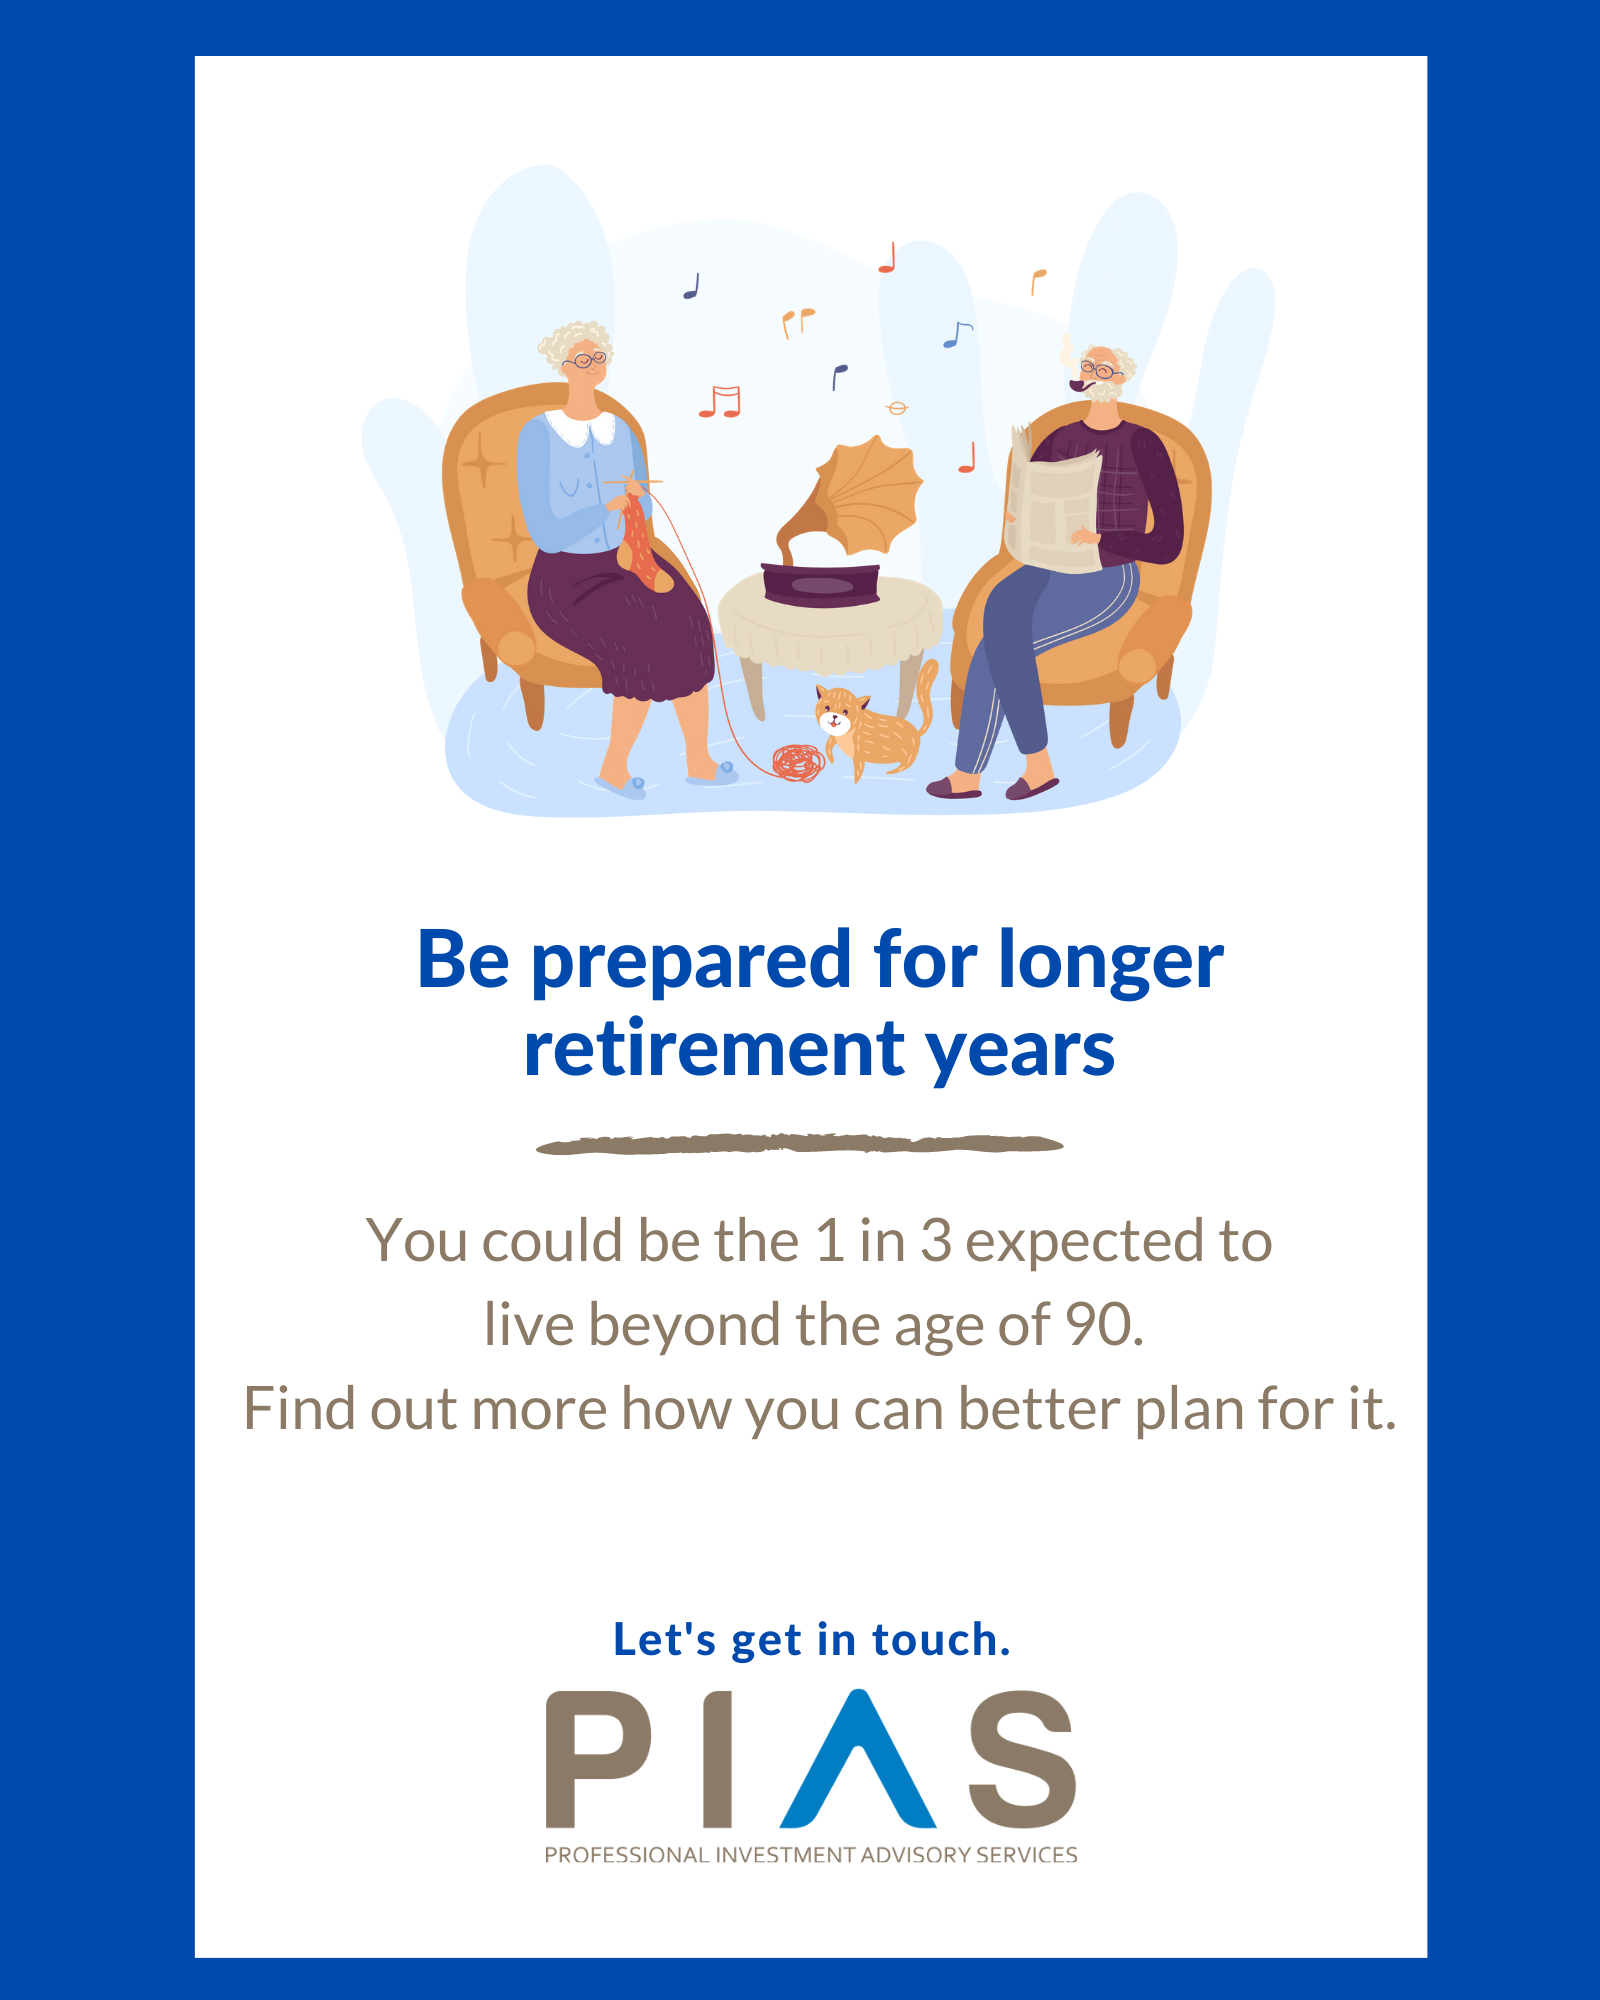 Be prepared for longer
retirement years
You could be the 1 in 3 expected to
live beyond the age of 90.
Find out more how you can better plan for it.
Let's get in touch.
PIAS
PROFESSIONAL INVESTMENT ADVISORY SERVICES